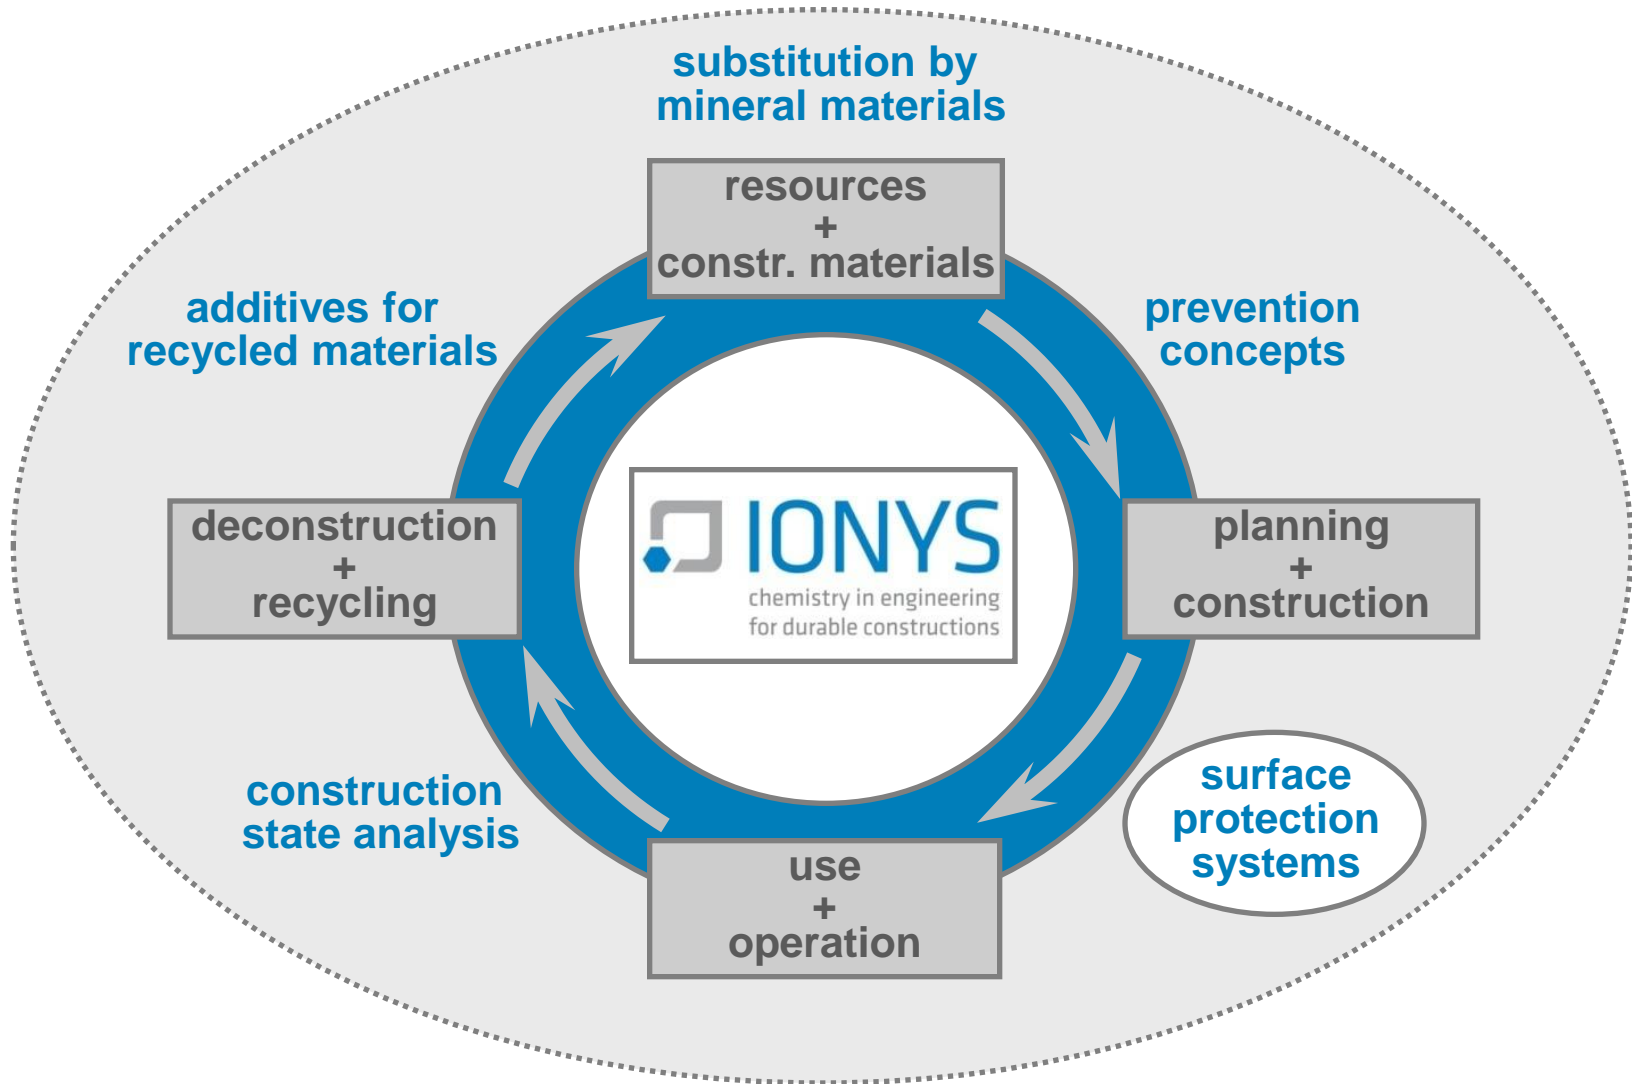 substitution by
mineral materials
resources
+
constr. materials
additives for
recycled materials
prevention
concepts
deconstruction
+
recycling
IONYS
chemistry in engineering
for durable constructions
planning
+
construction
construction
state analysis
surface
protection
systems
use
+
operation